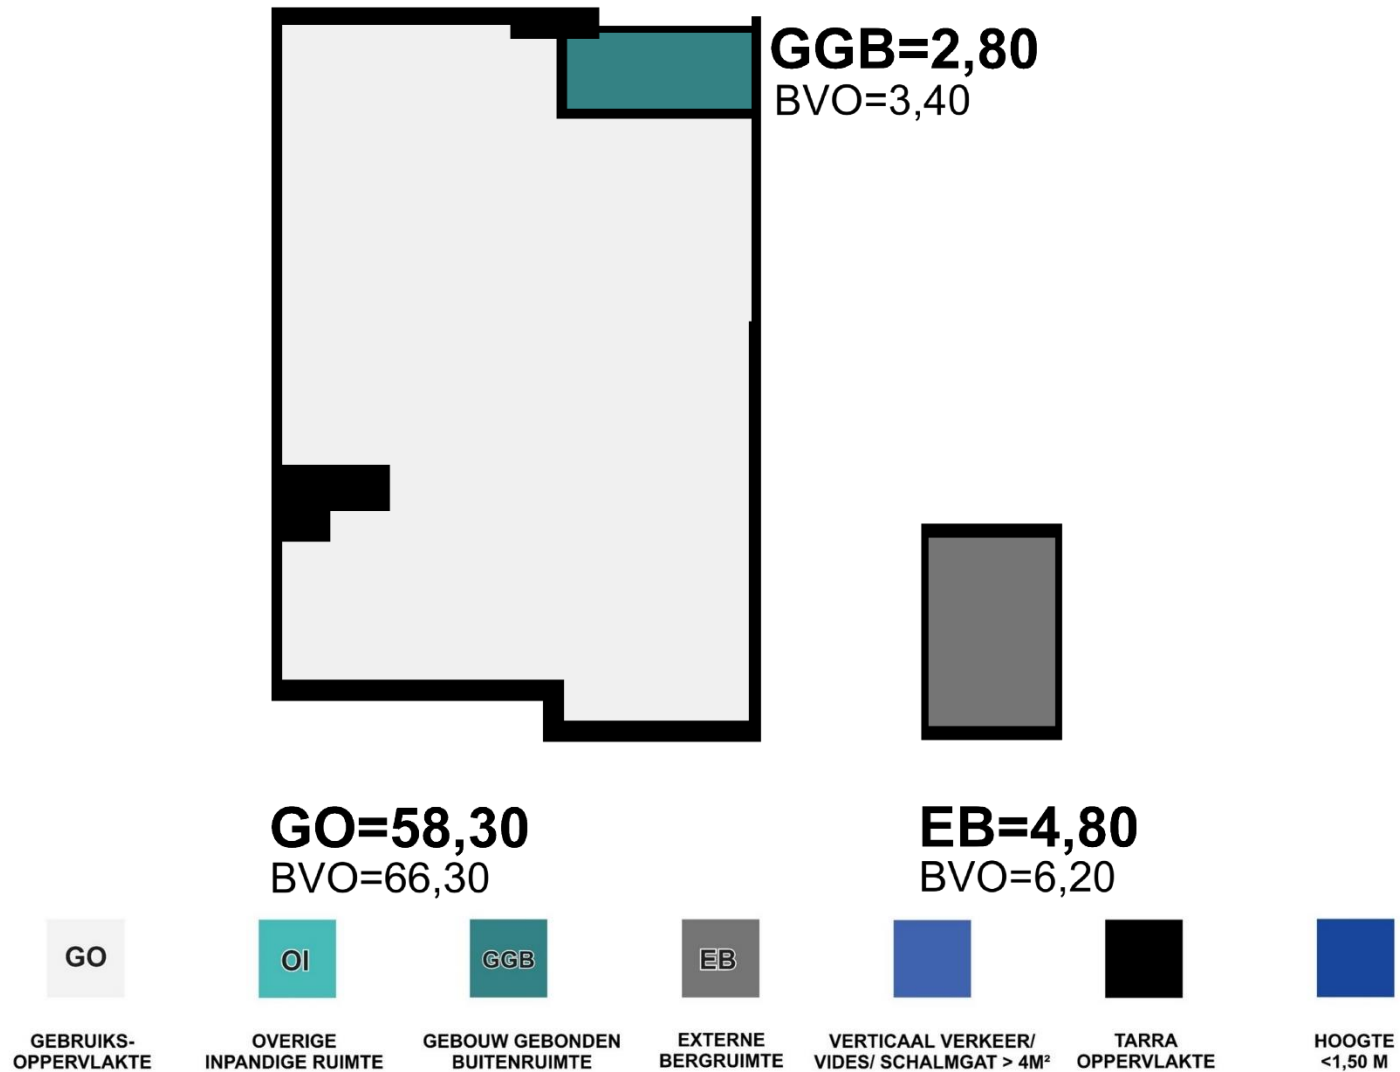 GGB=2,80
BVO=3,40
GO=58,30
BVO=66,30
EB=4,80
BVO=6,20
GO
OI
GGB
EB
GEBRUIKS-
OPPERVLAKTE
OVERIGE
INPANDIGE RUIMTE
GEBOUW GEBONDEN
BUITENRUIMTE
EXTERNE
BERGRUIMTE
VERTICAAL VERKEER/
VIDES/ SCHALMGAT > 4M²
TARRA
OPPERVLAKTE
HOOGTE
<1,50 M